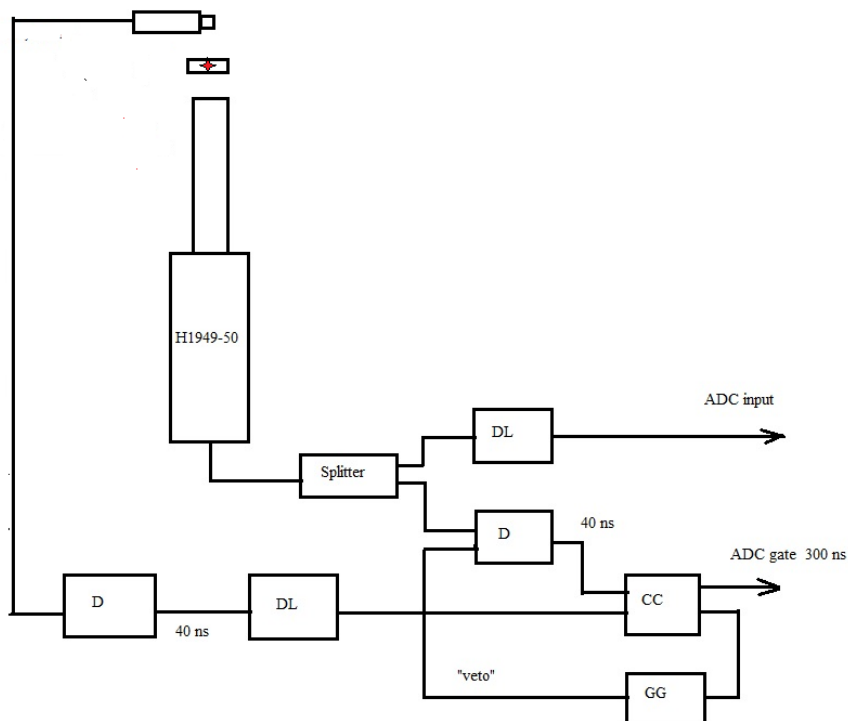 H1949-50
ADC input
DL
Splitter
40 ns
D
ADC gate 300 ns
CC
D
DL
40 ns
"veto"
GG